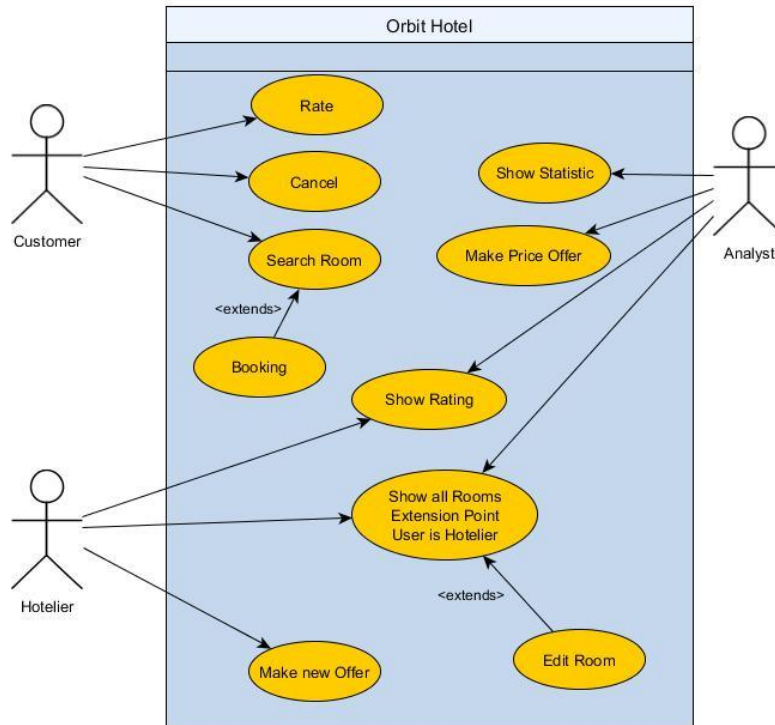 Orbit Hotel
Rate
Cancel
Show Statistic
Customer
Search Room
Make Price Offer
Analyst
<extends>
Booking
Show Rating
Show all Rooms
Extension Point
User is Hotelier
Hotelier
<extends>
Edit Room
Make new Offer